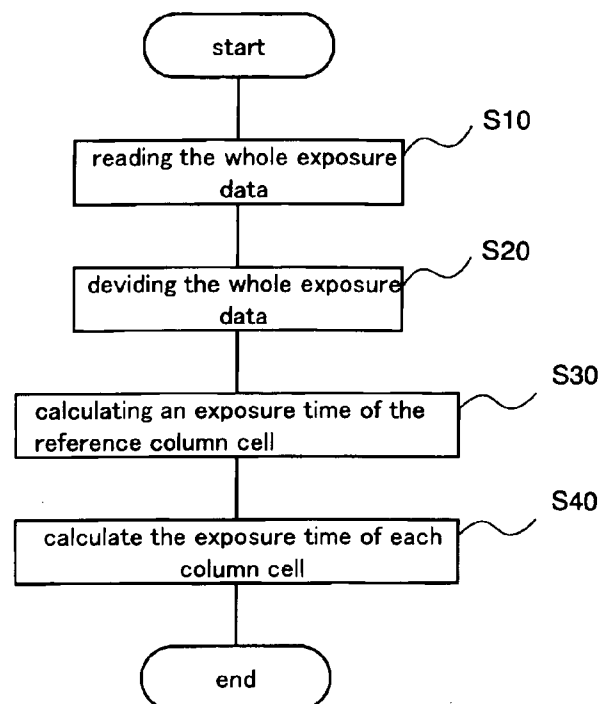 start
S10
reading the whole exposure
data
S20
deviding the whole exposure
data
S30
calculating an exposure time of the
reference column cell
S40
calculate the exposure time of each
column cell
end